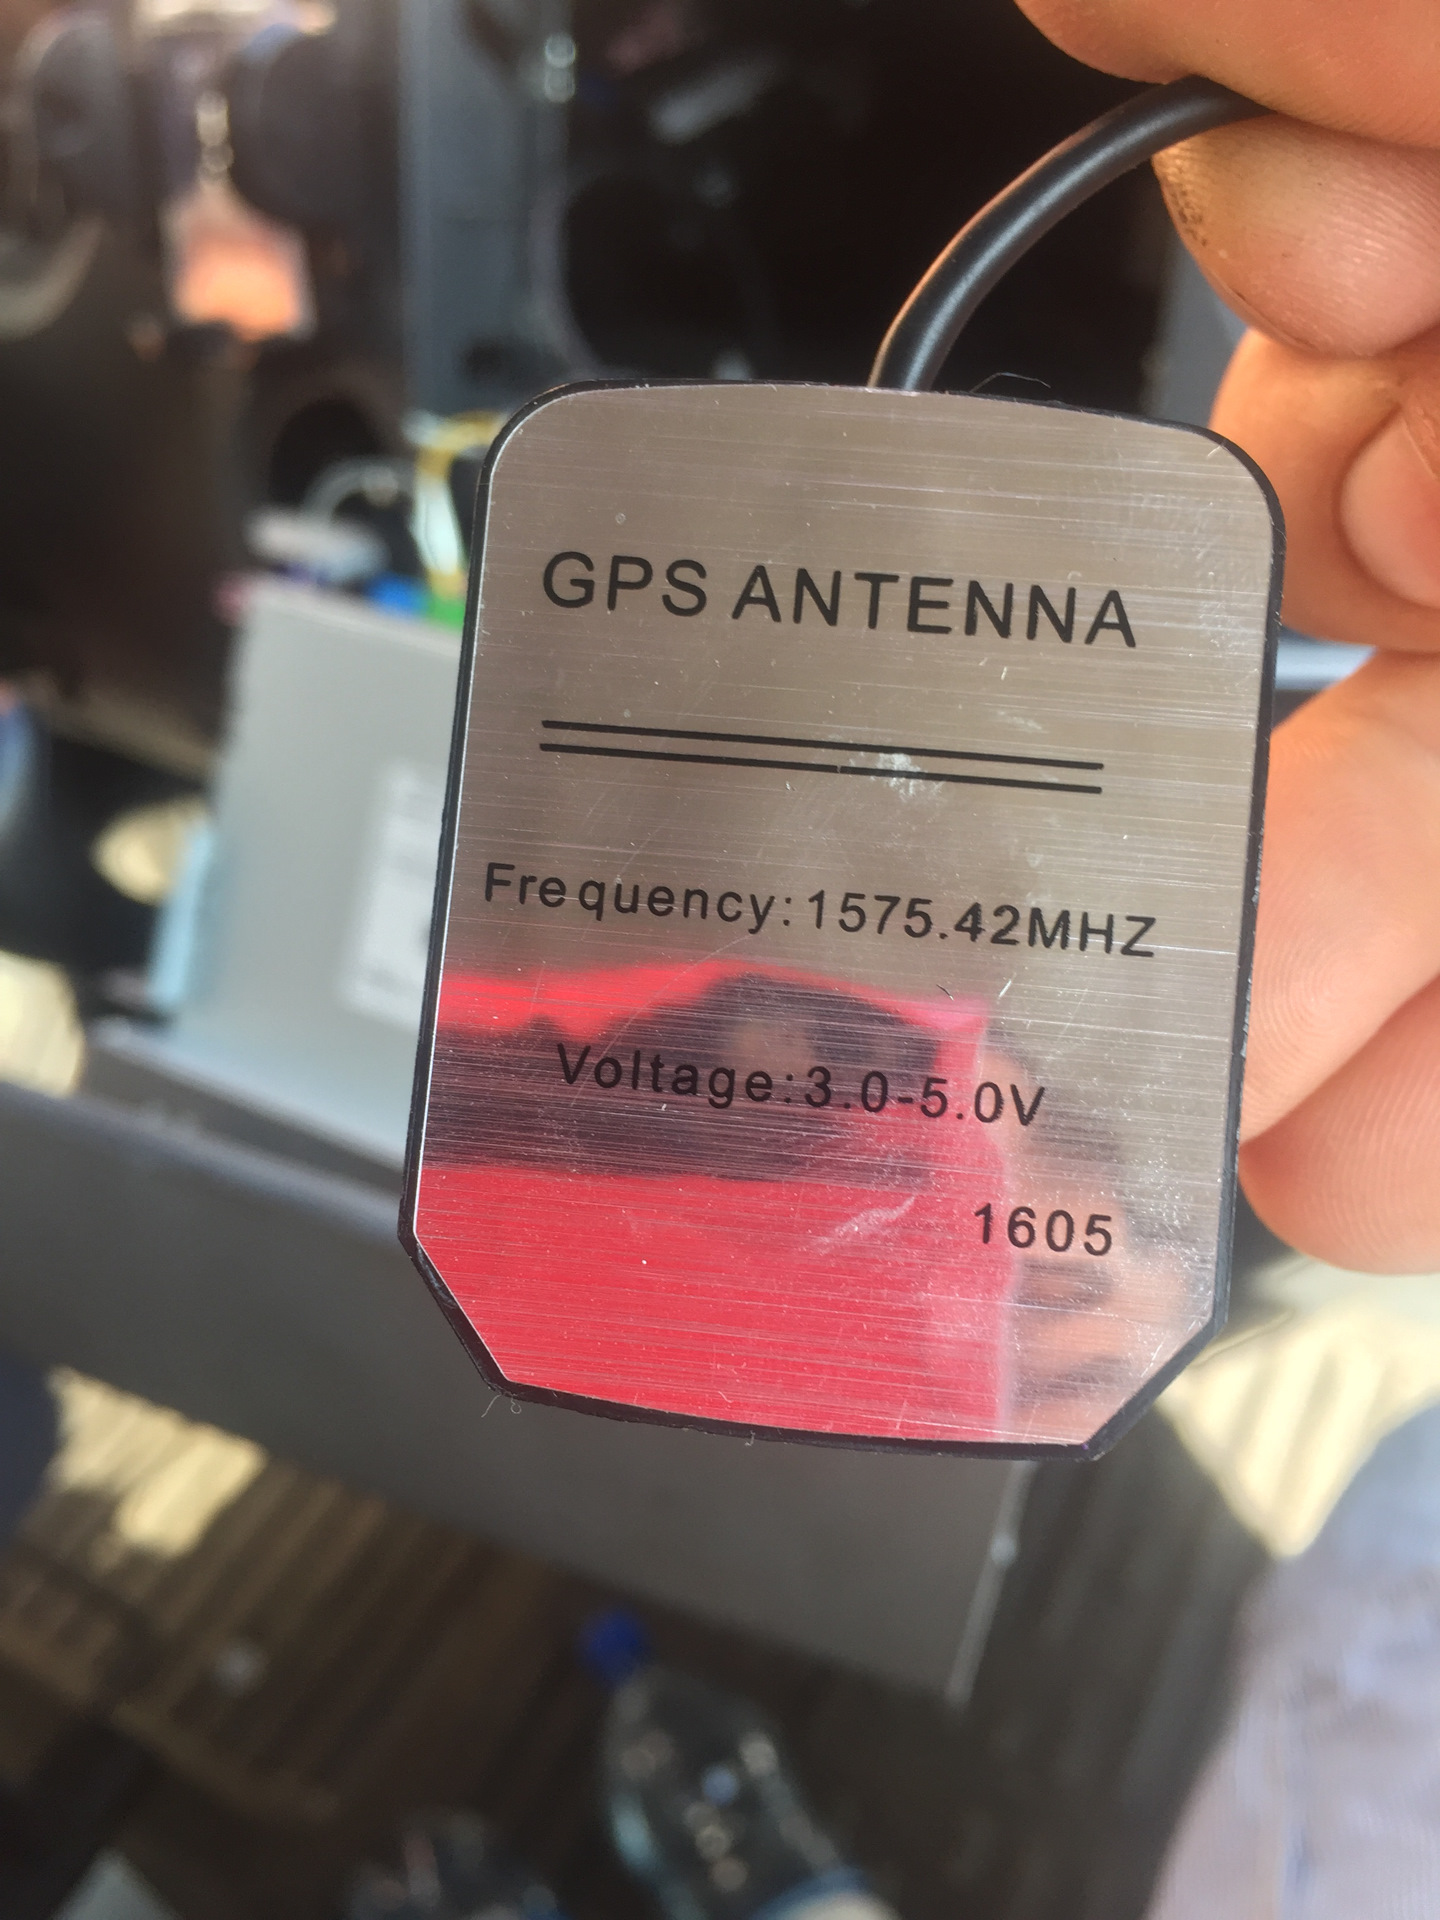 GPS ANTENNA
Frequency:1575.42MHZ
Voltage:3.0-5.0V
1605